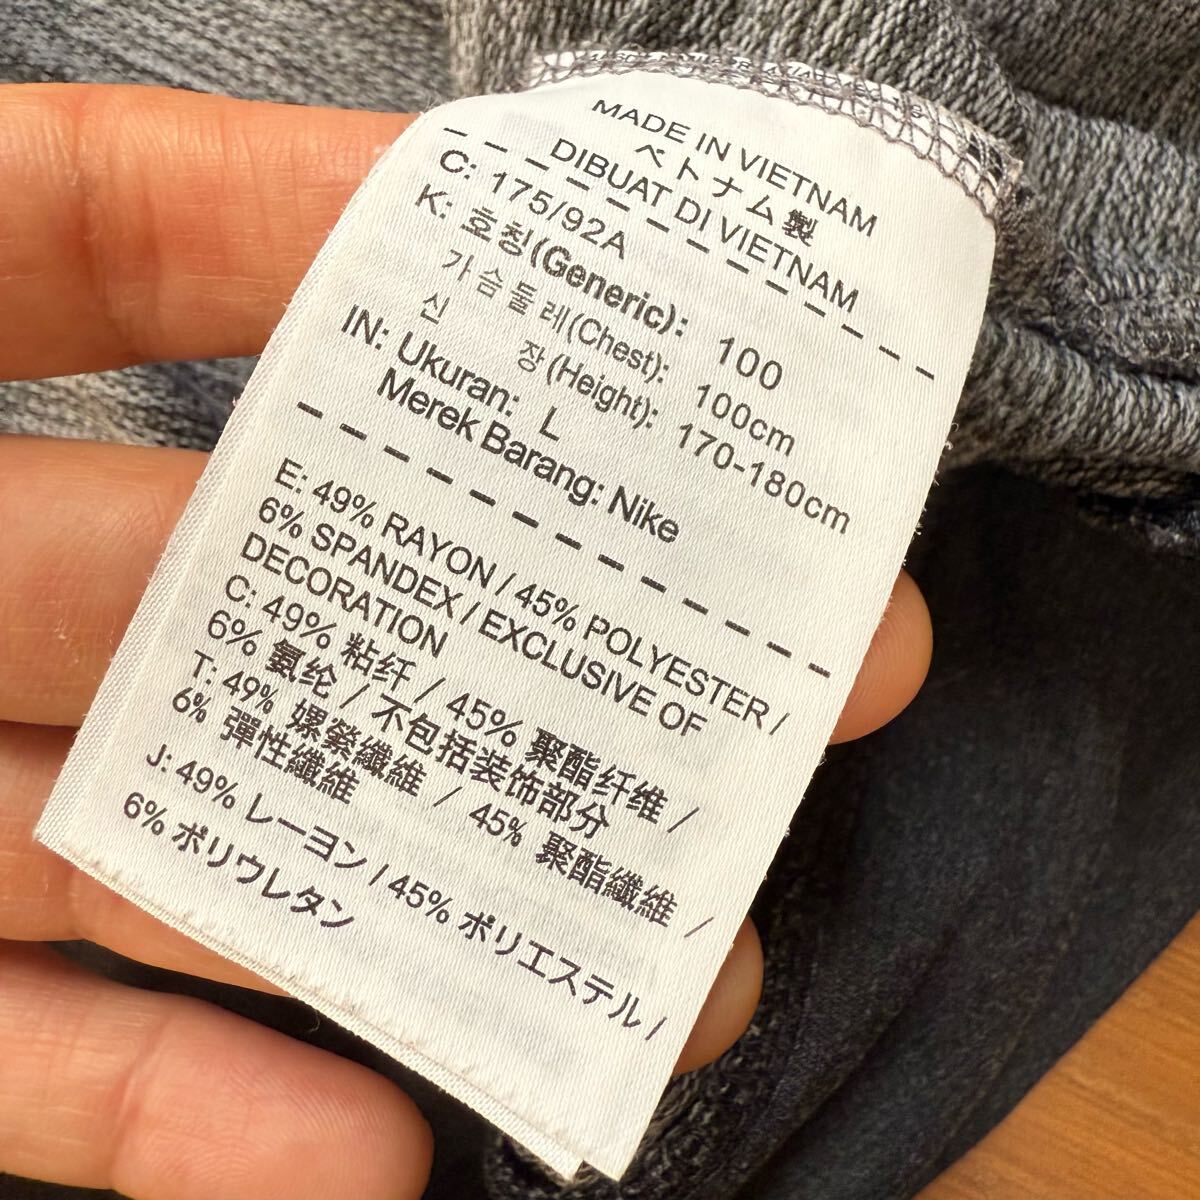 MADE IN VIETNAM
ベトナム製
DIBUAT DI VIETNAM
C: 175/92A
K: 호칭(Generic): 100
가슴둘레(Chest): 100cm
신 장(Height): 170-180cm
IN: Ukuran: L
Merek Barang: Nike
E: 49% RAYON / 45% POLYESTER /
6% SPANDEX / EXCLUSIVE OF
DECORATION
C: 49% 粘纤 / 45% 聚酯纤维 /
6% 氨纶 / 不包括装饰部分
T: 49% 嫘縈纖維 / 45% 聚酯纖維 /
6% 彈性纖維
J: 49% レーヨン / 45% ポリエステル /
6% ポリウレタン